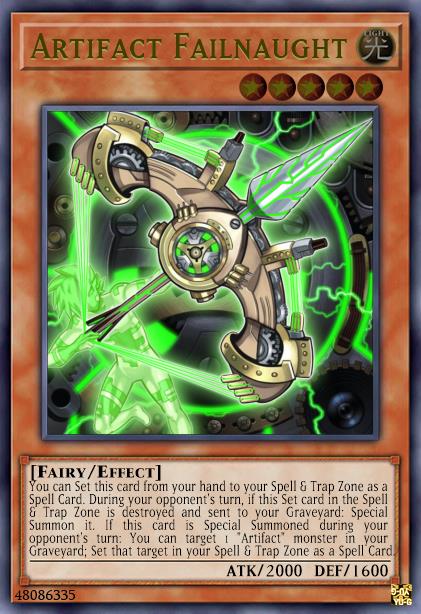 ARTIFACT FAILNAUGHT
LIGHT
光
[FAIRY/EFFECT]
You can Set this card from your hand to your Spell & Trap Zone as a
Spell Card. During your opponent's turn, if this Set card in the Spell
& Trap Zone is destroyed and sent to your Graveyard: Special
Summon it. If this card is Special Summoned during your
opponent's turn: You can target 1 "Artifact" monster in your
Graveyard; Set that target in your Spell & Trap Zone as a Spell Card.
ATK/2000 DEF/1600
48086335